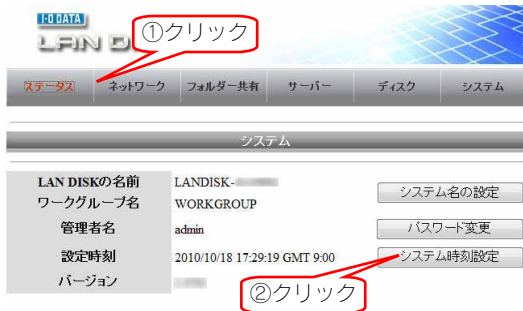 I-O DATA
LAN D
①クリック
ステータス ネットワーク フォルダー共有 サーバー ディスク システム
システム
LAN DISKの名前 LANDISK- システム名の設定
ワークグループ名 WORKGROUP
管理者名 admin パスワード変更
設定時刻 2010/10/18 17:29:19 GMT 9:00 システム時刻設定
バージョン
②クリック